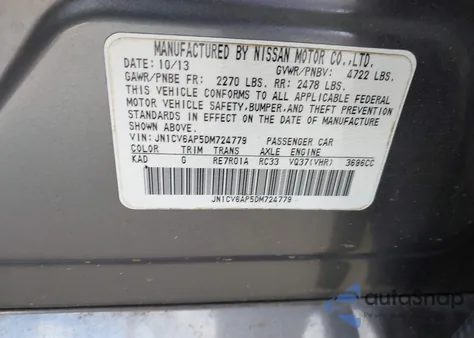 MANUFACTURED BY NISSAN MOTOR CO.,LTD.
DATE: 10/13 GVWR/PNBV: 4722 LBS.
GAWR/PNBE FR: 2270 LBS. RR: 2478 LBS.
THIS VEHICLE CONFORMS TO ALL APPLICABLE FEDERAL
MOTOR VEHICLE SAFETY, BUMPER, AND THEFT PREVENTION
STANDARDS IN EFFECT ON THE DATE OF MANUFACTURE
SHOWN ABOVE.
VIN: JN1CV6AP5DM724779 PASSENGER CAR
COLOR TRIM TRANS AXLE ENGINE
KAD G RE7R01A RC33 VQ37(VHR) 3696CC
JN1CV6AP5DM724779
autoSnap